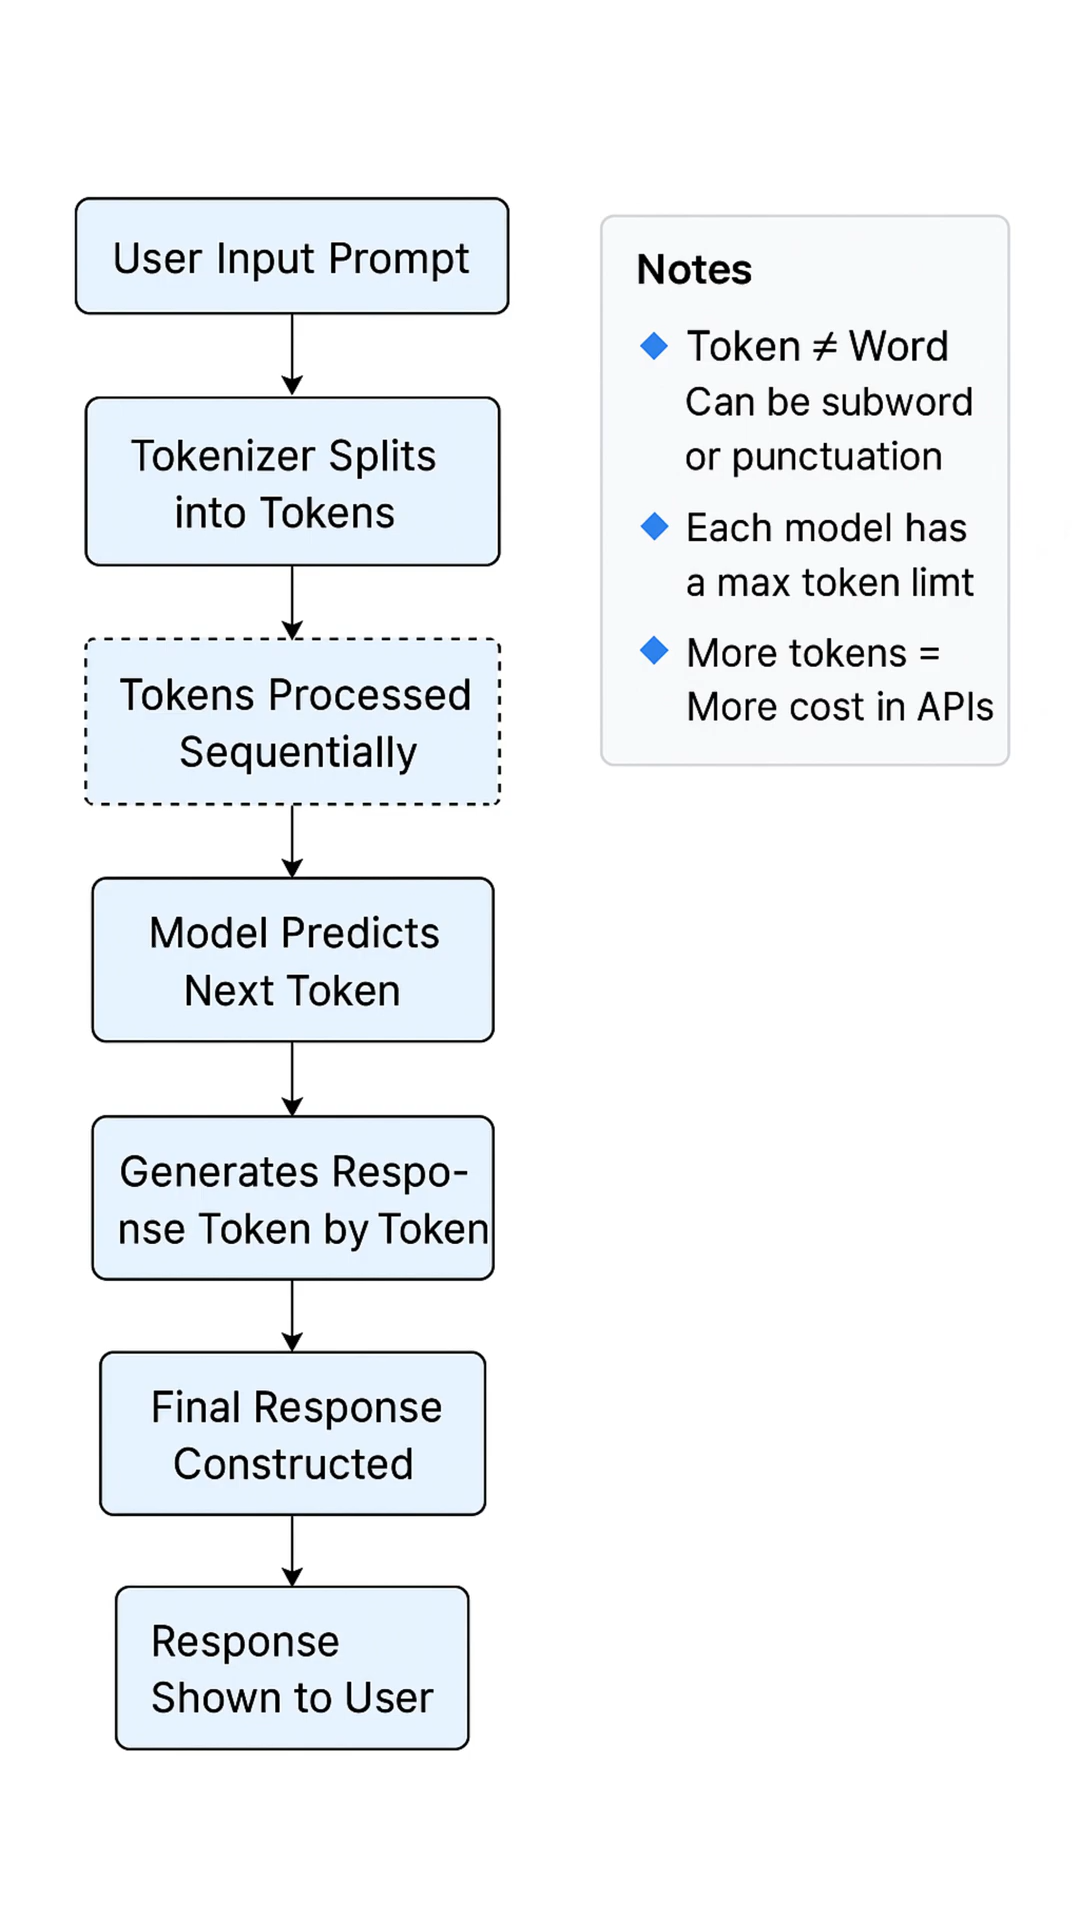 User Input Prompt
Tokenizer Splits
into Tokens
Tokens Processed
Sequentially
Model Predicts
Next Token
Generates Respo-
nse Token by Token
Final Response
Constructed
Response
Shown to User
Notes
Token ≠ Word
Can be subword
or punctuation
Each model has
a max token limt
More tokens =
More cost in APIs